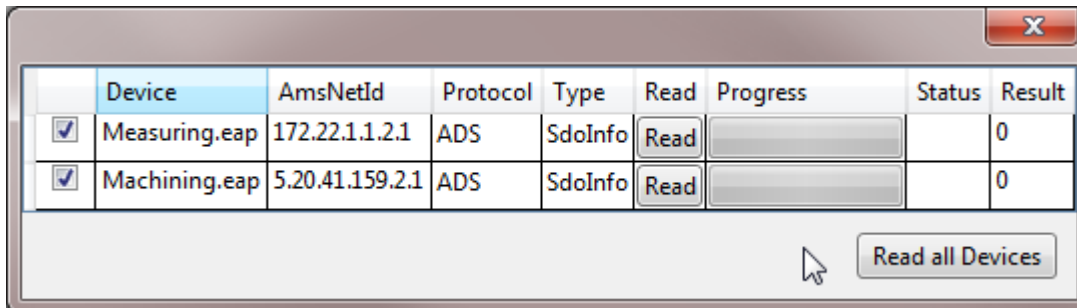 Device AmsNetId Protocol Type Read Progress Status Result
Measuring.eap 172.22.1.1.2.1 ADS SdoInfo Read 0
Machining.eap 5.20.41.159.2.1 ADS SdoInfo Read 0
Read all Devices